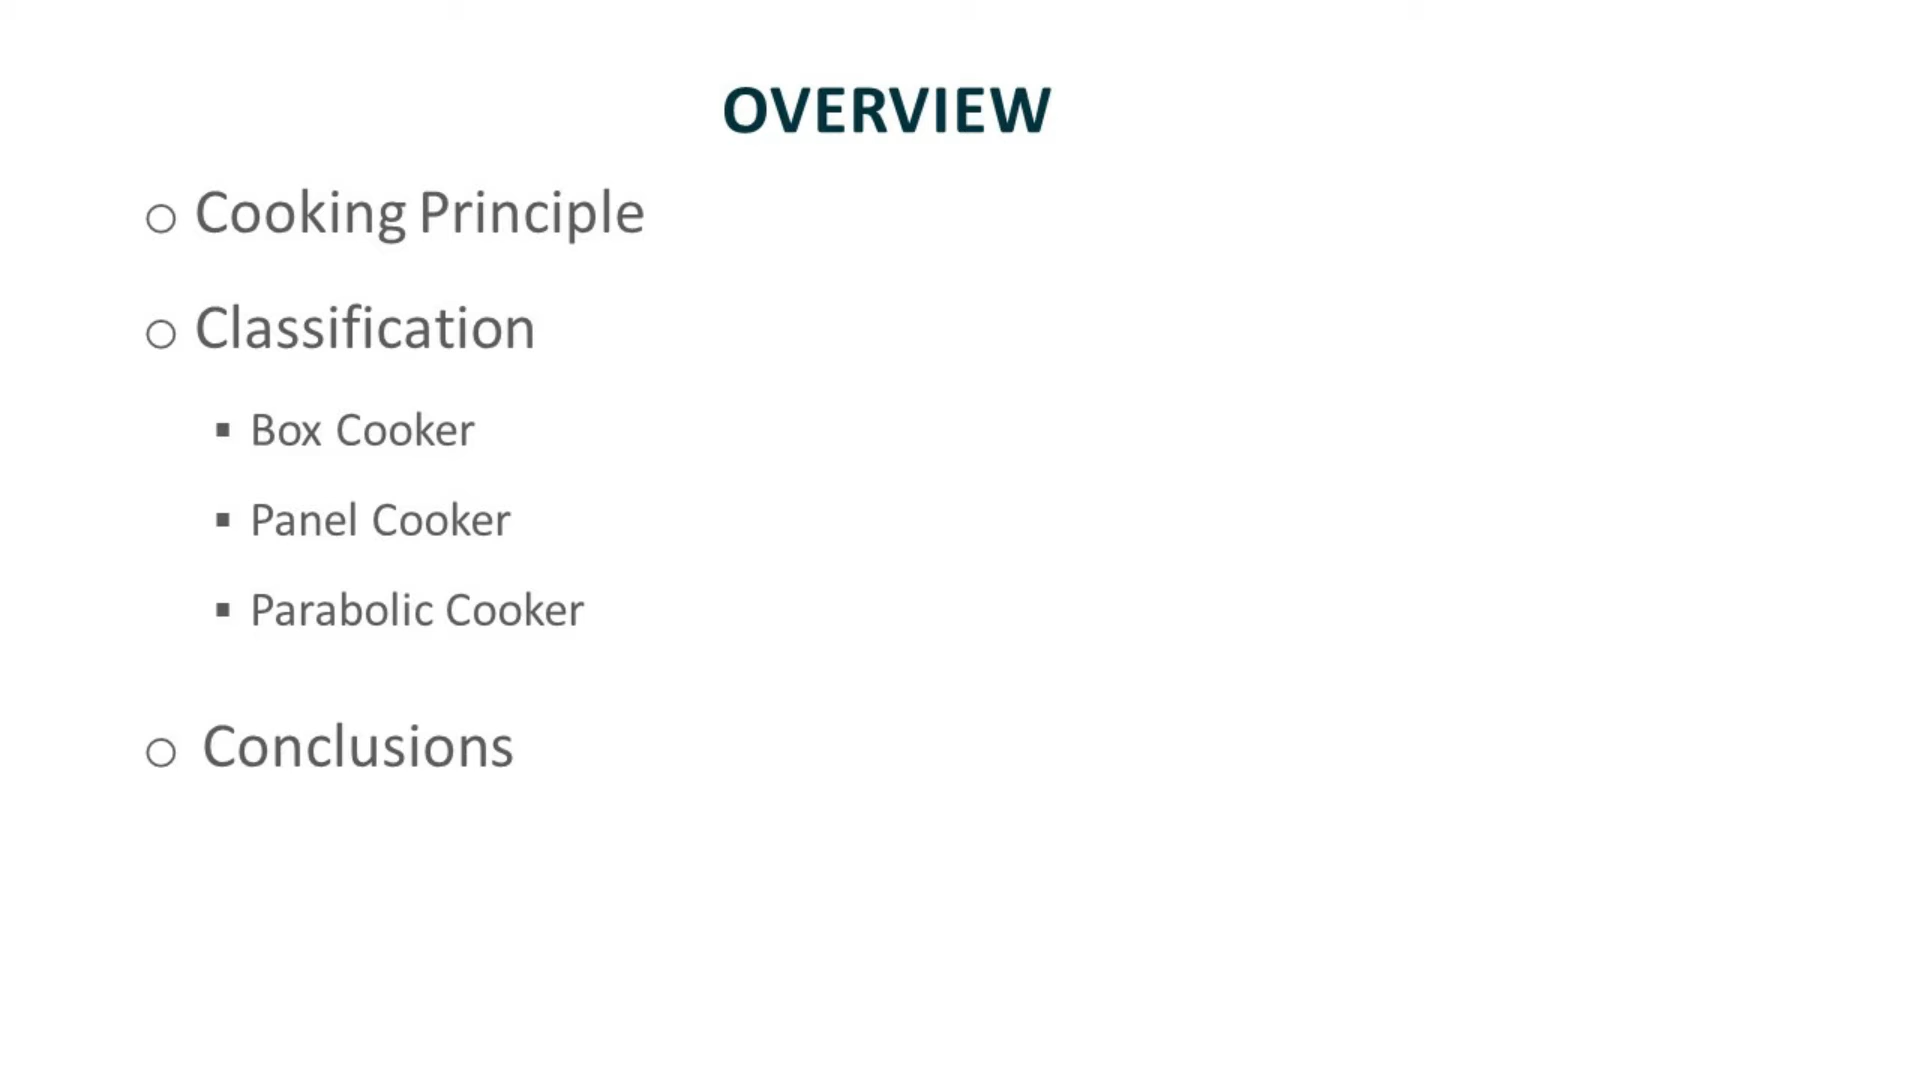 OVERVIEW
o Cooking Principle
o Classification
▪ Box Cooker
▪ Panel Cooker
▪ Parabolic Cooker
o Conclusions